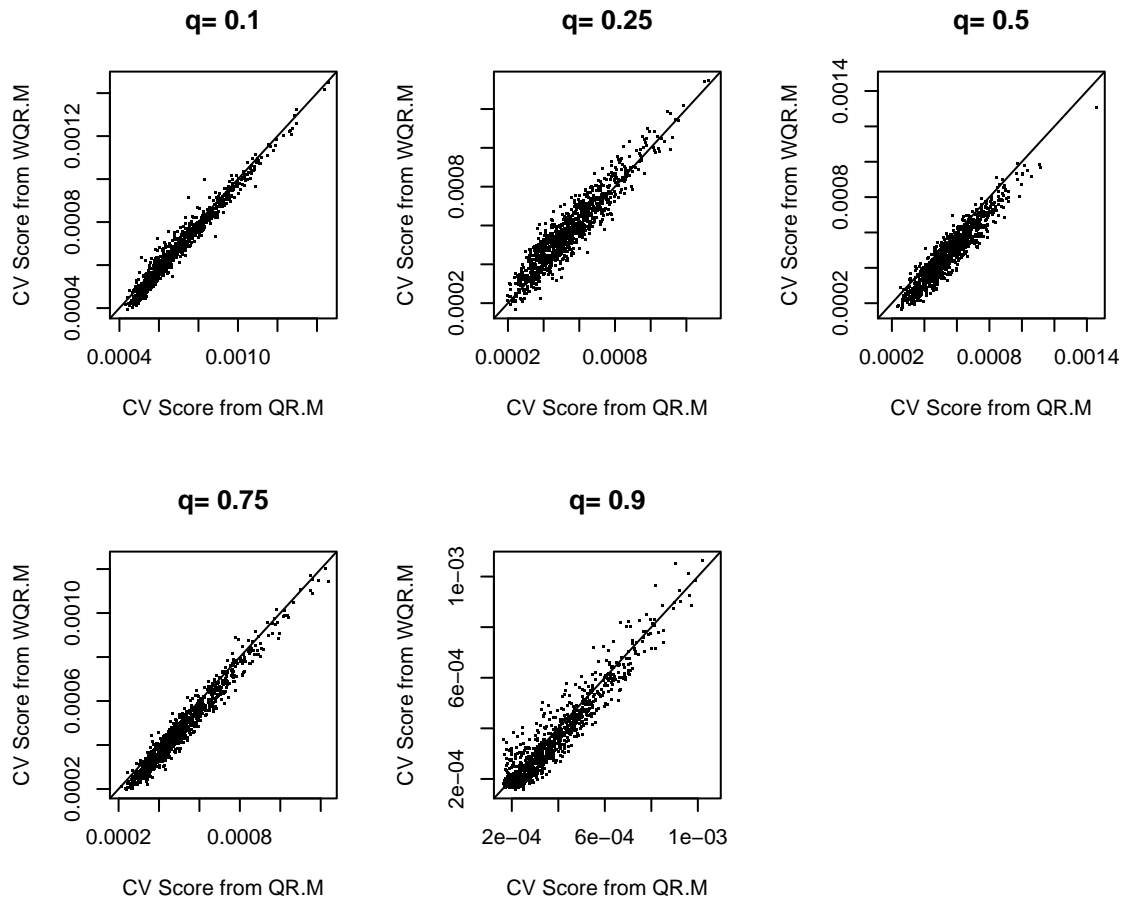 q= 0.1
CV Score from WQR.M
0.0004 0.0008 0.0012
0.0004 0.0010
CV Score from QR.M
q= 0.25
CV Score from WQR.M
0.0002 0.0008
0.0002 0.0008
CV Score from QR.M
q= 0.5
CV Score from WQR.M
0.0002 0.0008 0.0014
0.0002 0.0008 0.0014
CV Score from QR.M
q= 0.75
CV Score from WQR.M
0.0002 0.0006 0.0010
0.0002 0.0008
CV Score from QR.M
q= 0.9
CV Score from WQR.M
2e−04 6e−04 1e−03
2e−04 6e−04 1e−03
CV Score from QR.M